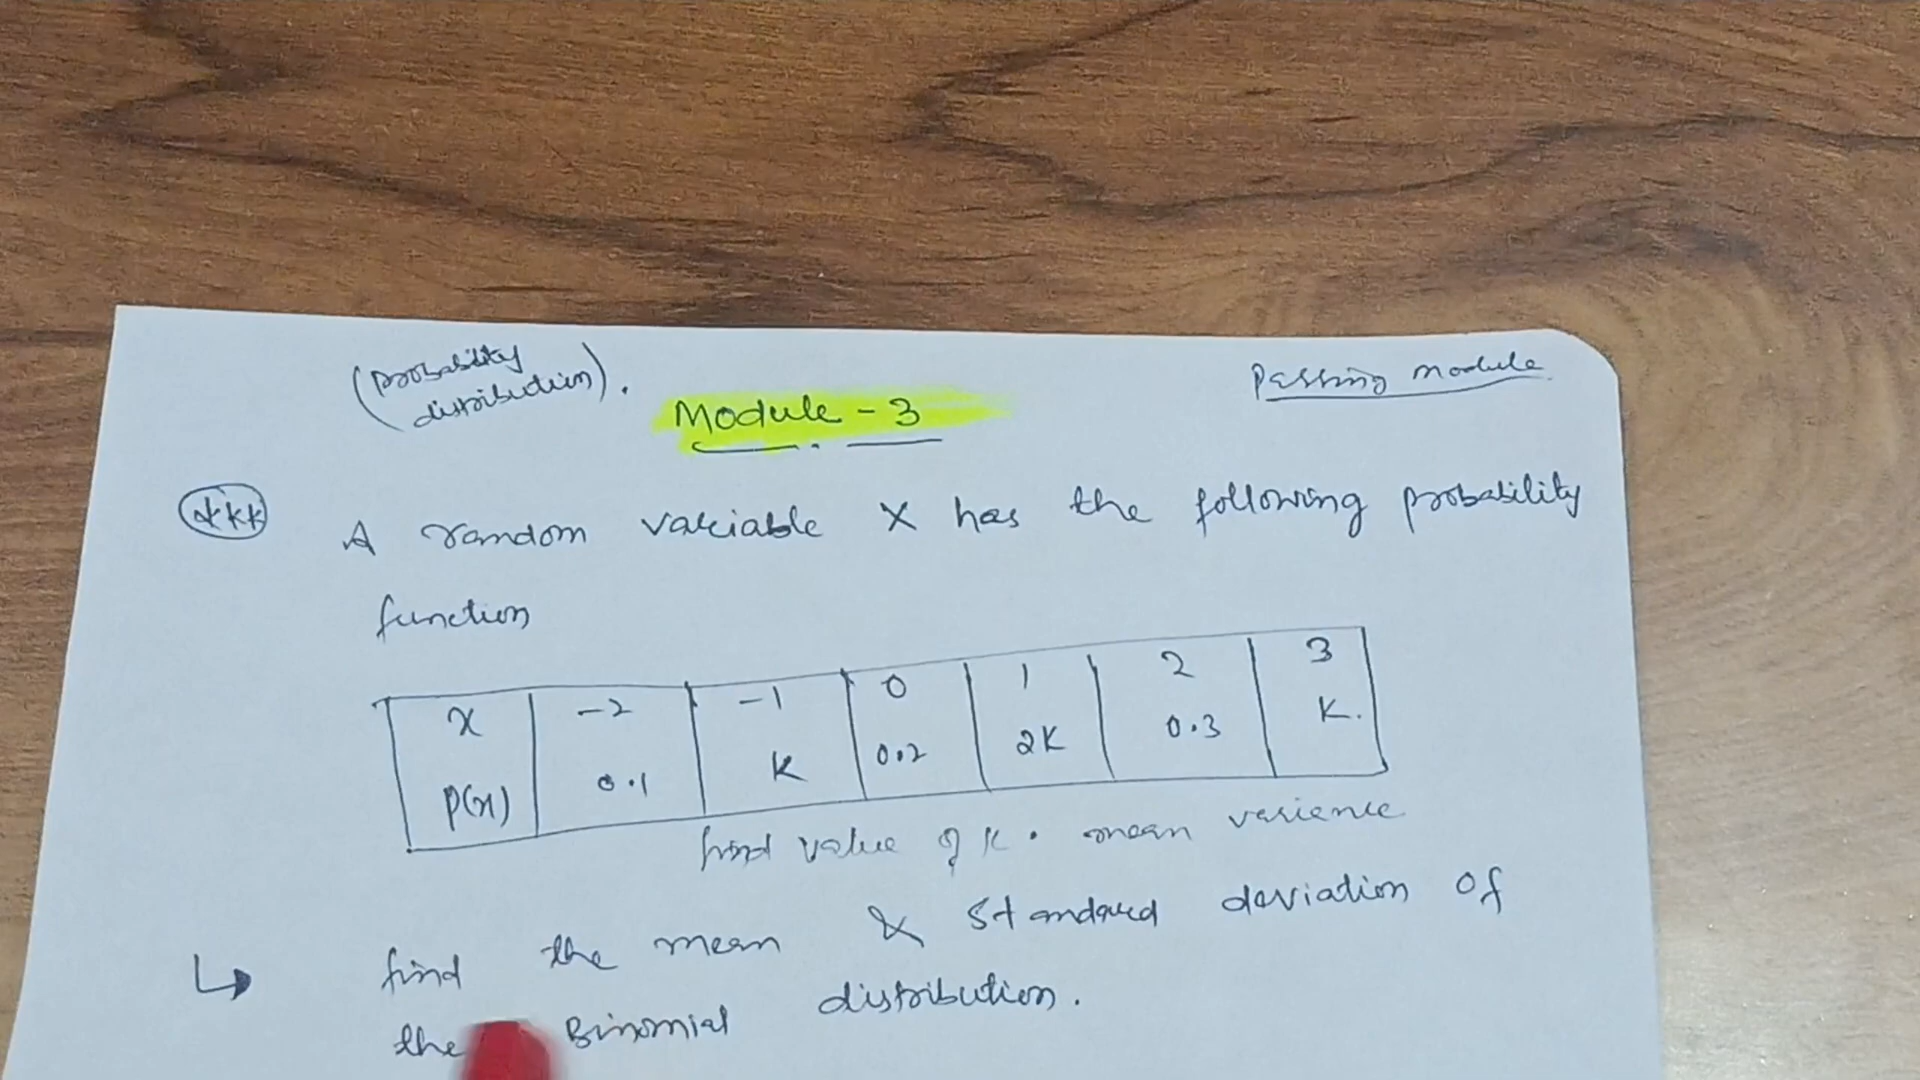 (probability
distribution).
Passing module
Module - 3
A random variable X has the following probability
function
x -2 -1 0 1 2 3
p(x) 0.1 K 0.2 2K 0.3 K.
find value of K. mean varience
find the mean & standard deviation of
the Binomial distribution.